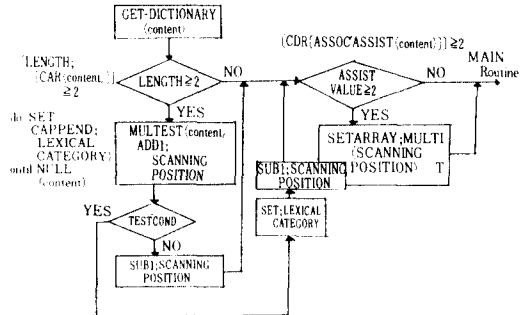 GET-DICTIONARY
(content)
(CDR{ASSOC'ASSIST(content)}]≧2
LENGTH;
[CAR(content,)]
≧2
LENGTH≧2
NO
ASSIST
VALUE≧2
NO
MAIN
Routine
YES
YES
do SET
CAPPEND;
LEXICAL
CATEGORY)
until NULL
(content)
MULTEST(content,
ADD1;
SCANNING
POSITION
SETARRAY;MULTI
(SCANNING
POSITION) T
SUB1;SCANNING
POSITION
YES
TESTCOND
NO
SET;LEXICAL
CATEGORY
SUB1;SCANNING
POSITION